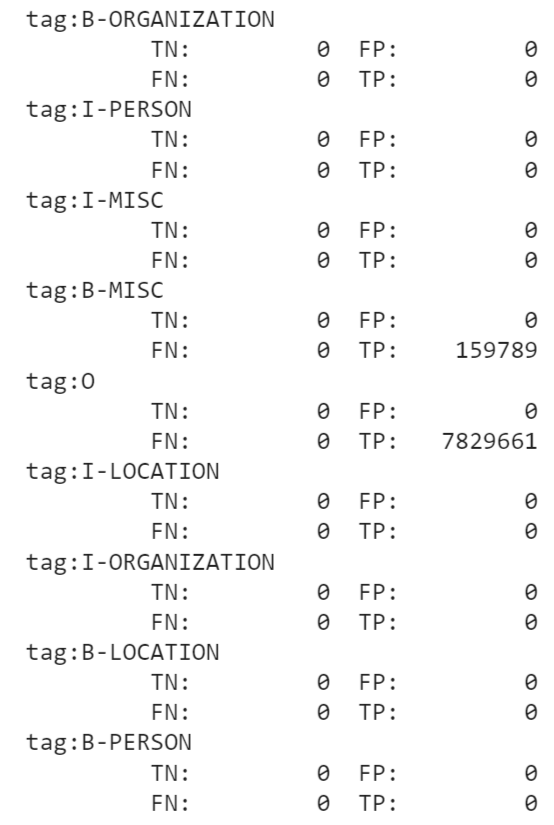 tag:B-ORGANIZATION
TN: 0 FP: 0
FN: 0 TP: 0
tag:I-PERSON
TN: 0 FP: 0
FN: 0 TP: 0
tag:I-MISC
TN: 0 FP: 0
FN: 0 TP: 0
tag:B-MISC
TN: 0 FP: 0
FN: 0 TP: 159789
tag:O
TN: 0 FP: 0
FN: 0 TP: 7829661
tag:I-LOCATION
TN: 0 FP: 0
FN: 0 TP: 0
tag:I-ORGANIZATION
TN: 0 FP: 0
FN: 0 TP: 0
tag:B-LOCATION
TN: 0 FP: 0
FN: 0 TP: 0
tag:B-PERSON
TN: 0 FP: 0
FN: 0 TP: 0